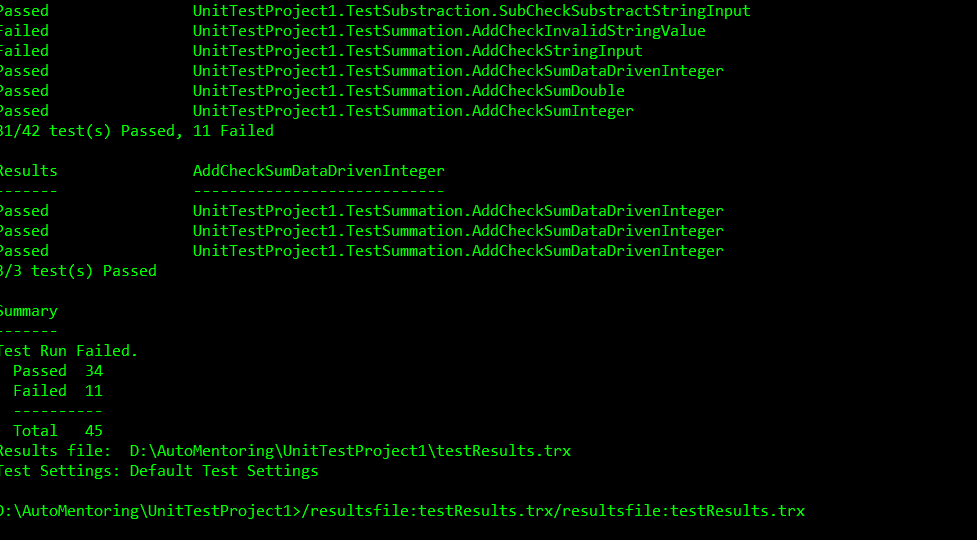 Passed UnitTestProject1.TestSubstraction.SubCheckSubstractStringInput
Failed UnitTestProject1.TestSummation.AddCheckInvalidStringValue
Failed UnitTestProject1.TestSummation.AddCheckStringInput
Passed UnitTestProject1.TestSummation.AddCheckSumDataDrivenInteger
Passed UnitTestProject1.TestSummation.AddCheckSumDouble
Passed UnitTestProject1.TestSummation.AddCheckSumInteger
31/42 test(s) Passed, 11 Failed
Results AddCheckSumDataDrivenInteger
------- ----------------------------
Passed UnitTestProject1.TestSummation.AddCheckSumDataDrivenInteger
Passed UnitTestProject1.TestSummation.AddCheckSumDataDrivenInteger
Passed UnitTestProject1.TestSummation.AddCheckSumDataDrivenInteger
3/3 test(s) Passed
Summary
-------
Test Run Failed.
Passed 34
Failed 11
----------
Total 45
Results file: D:\AutoMentoring\UnitTestProject1\testResults.trx
Test Settings: Default Test Settings
D:\AutoMentoring\UnitTestProject1>/resultsfile:testResults.trx/resultsfile:testResults.trx